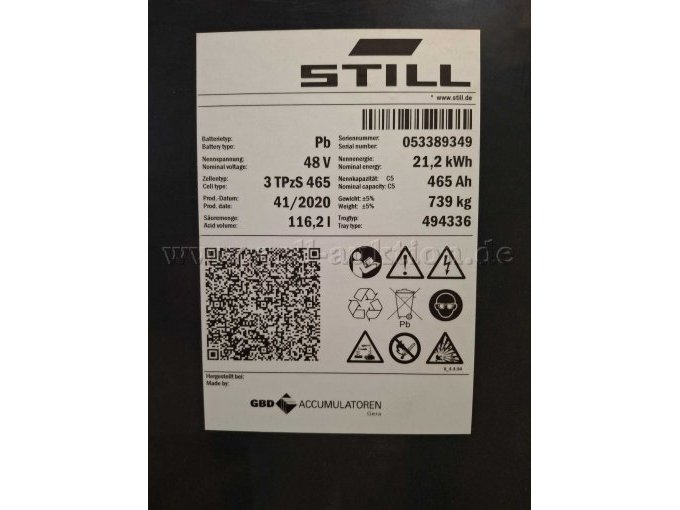 STILL
www.still.de
Batterietyp: Pb Seriennummer: 053389349
Battery type: Serial number:
Nennspannung: 48 V Nennenergie: 21,2 kWh
Nominal voltage: Nominal energy:
Zellentyp: 3 TPzS 465 Nennkapazität: C5 465 Ah
Cell type: Nominal capacity: C5
Prod.-Datum: 41/2020 Gewicht: ±5% 739 kg
Prod. date: Weight: ±5%
Säuremenge: 116,2 l Trogtyp: 494336
Acid volume: Tray type:
Pb
Hergestellt bei:
Made by:
GBD ACCUMULATOREN
Gera